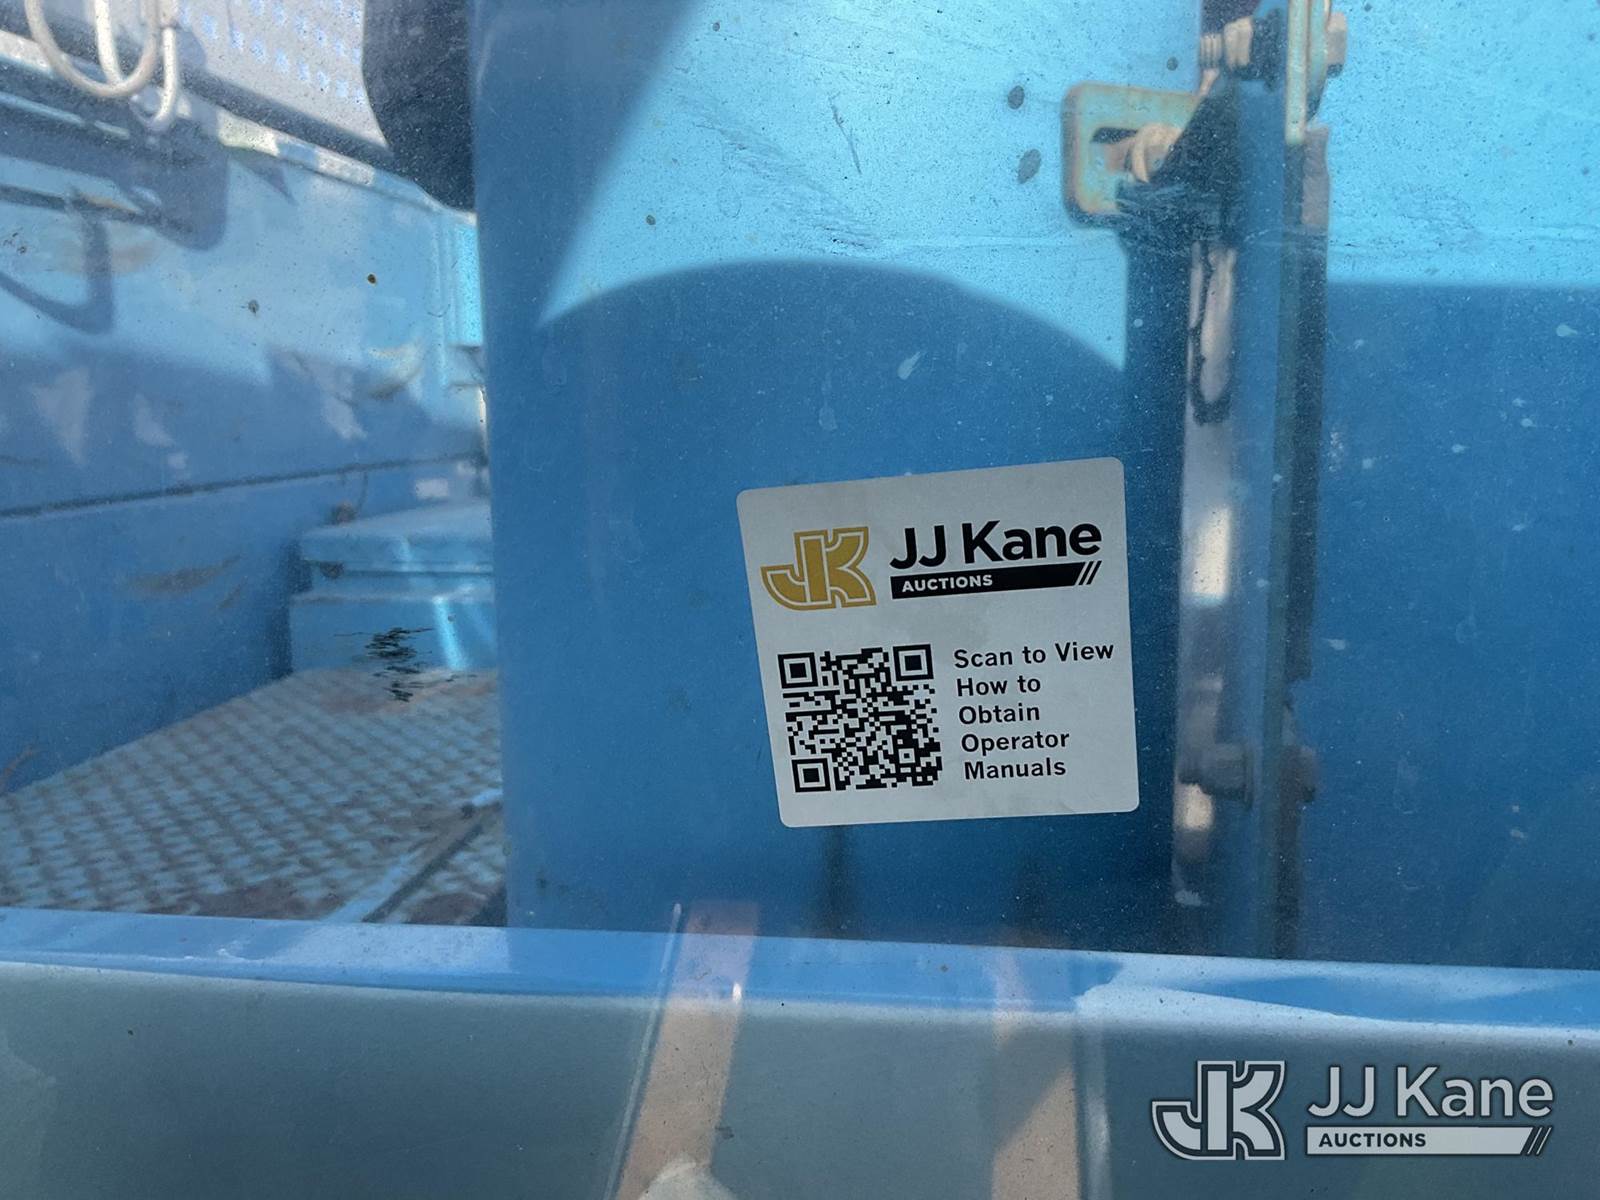 JK
JJ Kane
AUCTIONS
Scan to View
How to
Obtain
Operator
Manuals
JK
JJ Kane
AUCTIONS